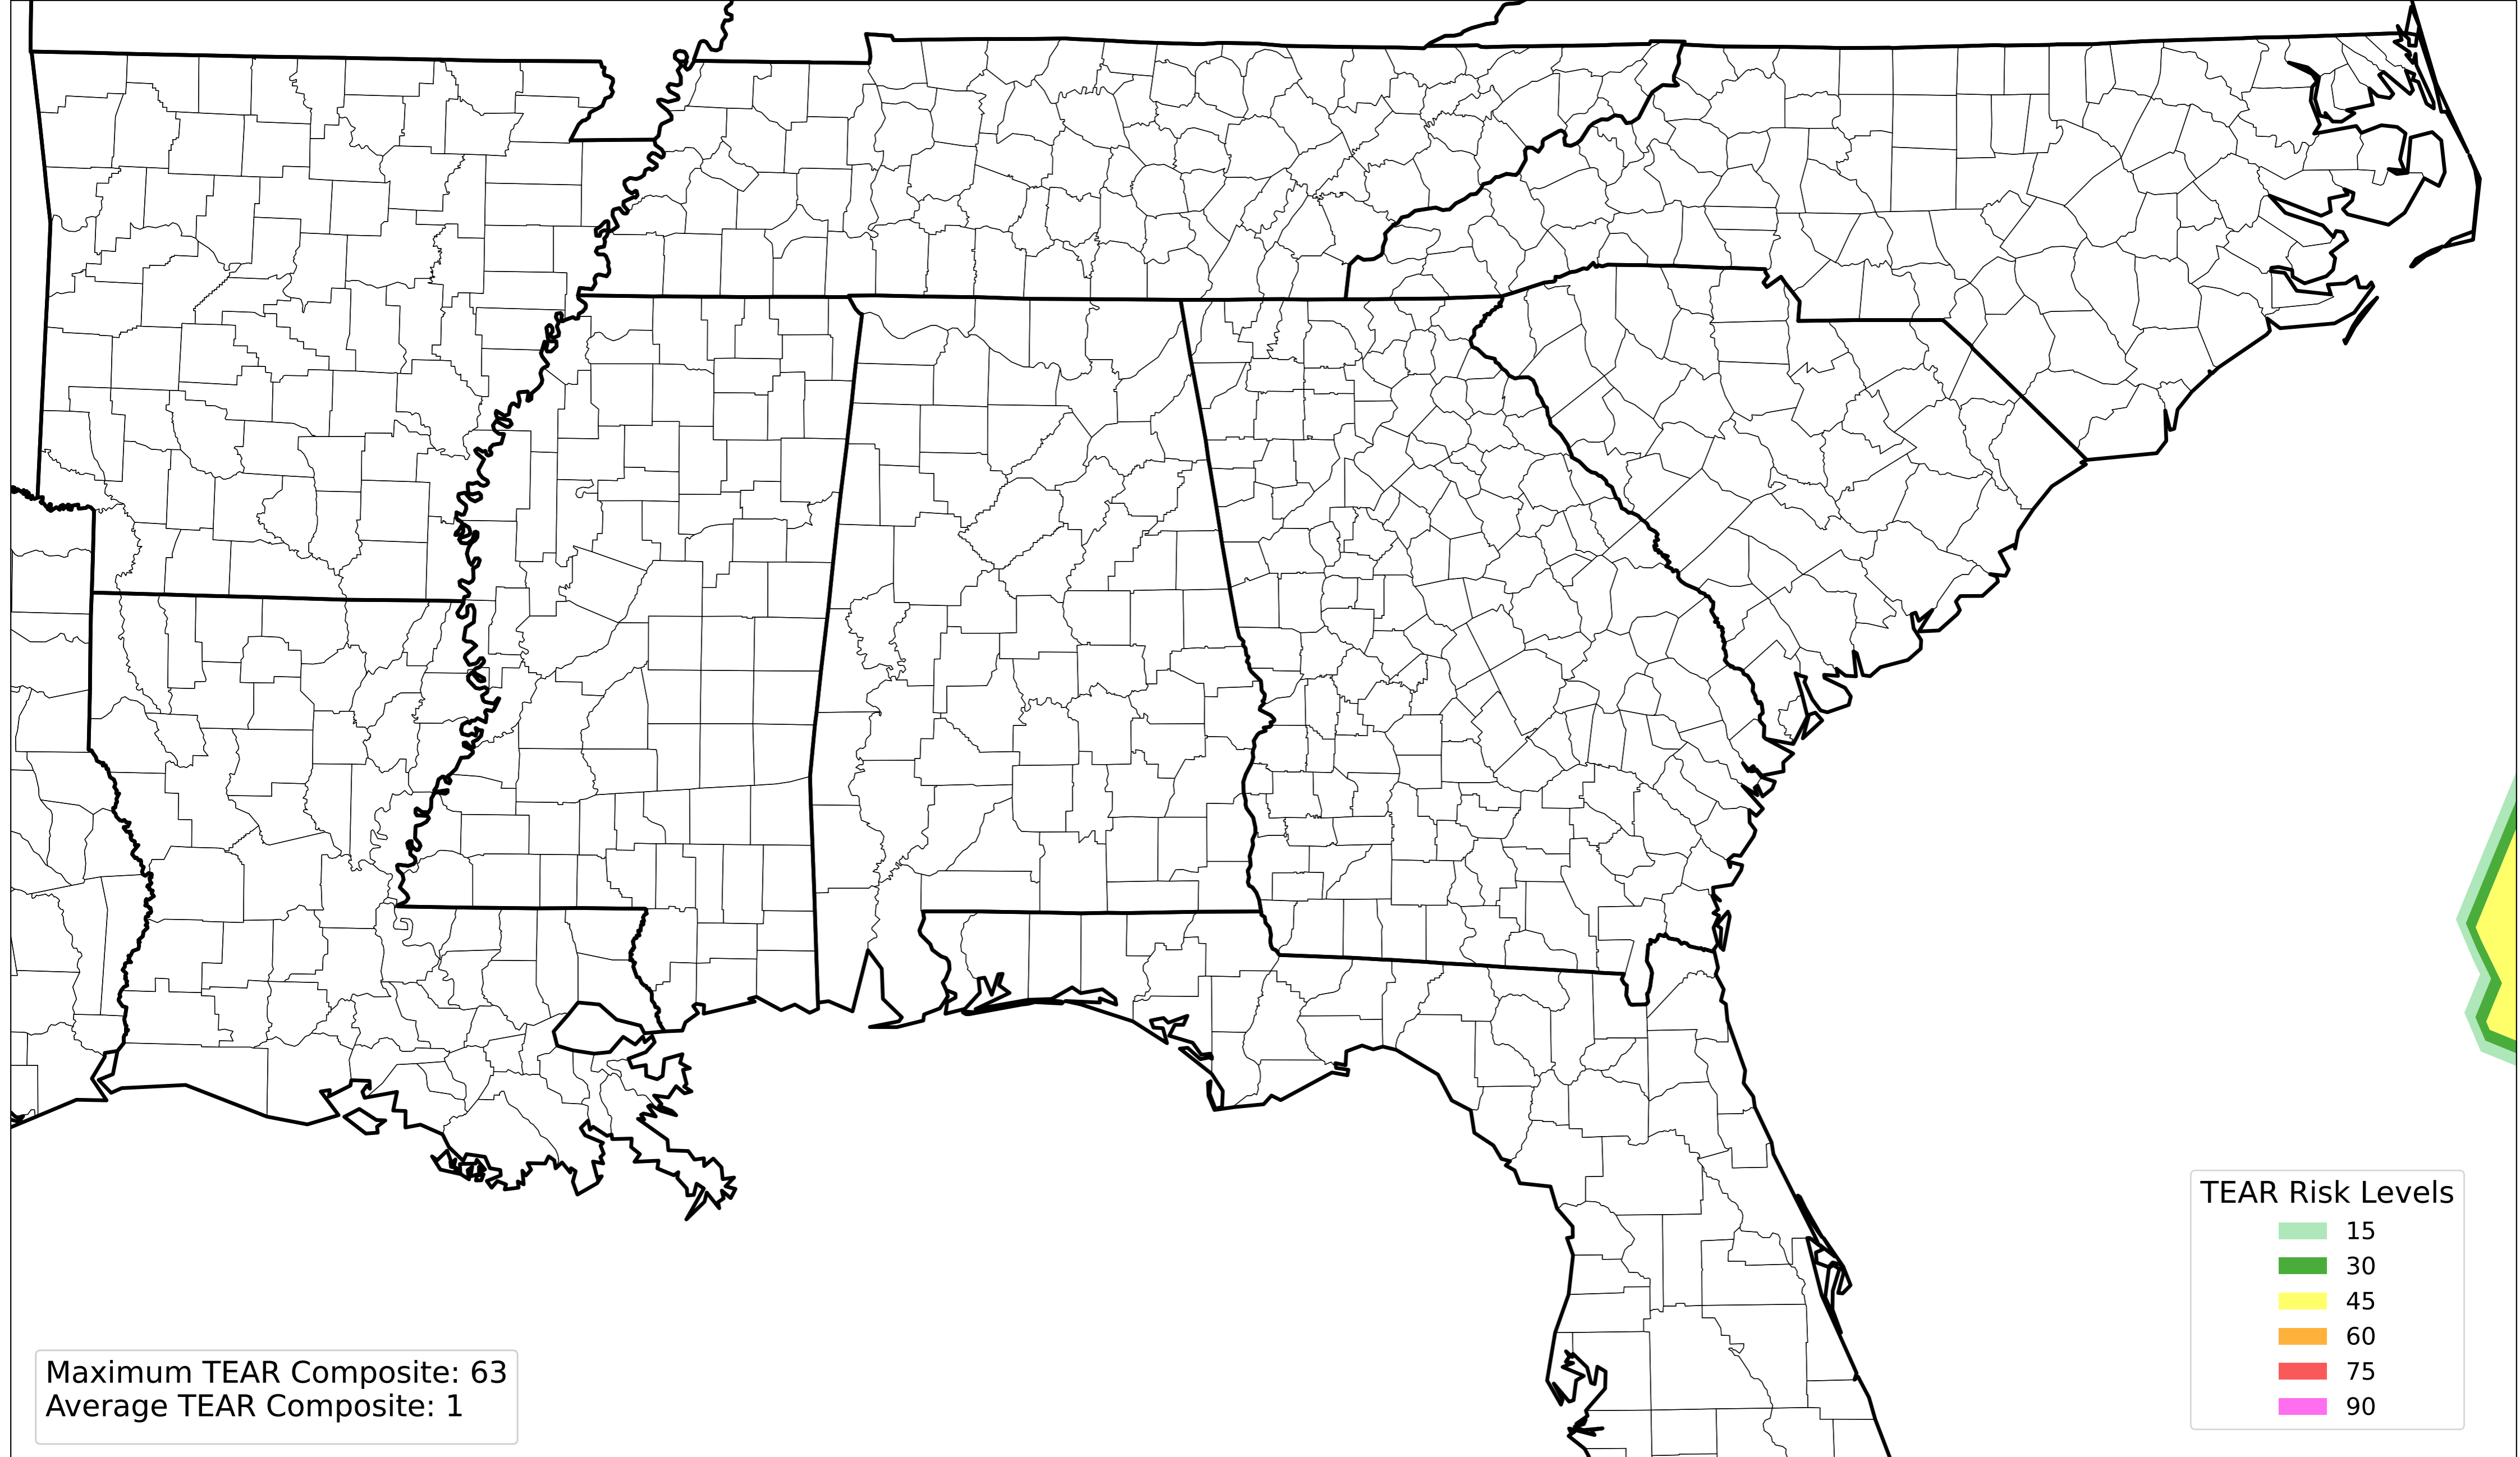 TEAR Risk Levels
15
30
45
60
75
90
Maximum TEAR Composite: 63
Average TEAR Composite: 1